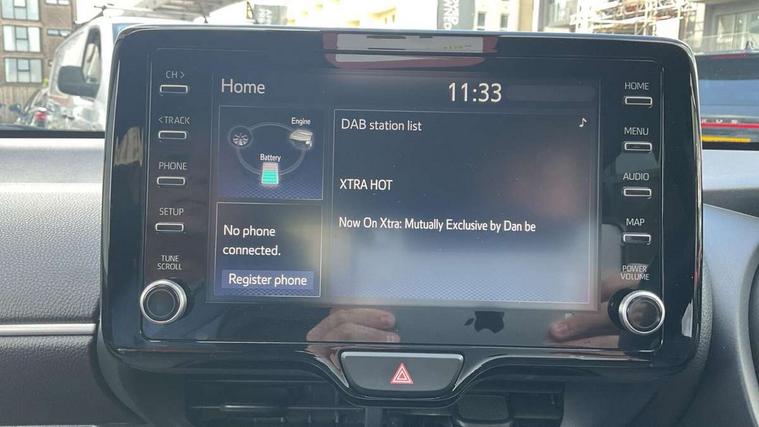 CH >
< TRACK
PHONE
SETUP
TUNE
SCROLL
Home
11:33
Engine
Battery
No phone
connected.
Register phone
DAB station list
XTRA HOT
Now On Xtra: Mutually Exclusive by Dan be
HOME
MENU
AUDIO
MAP
POWER
VOLUME